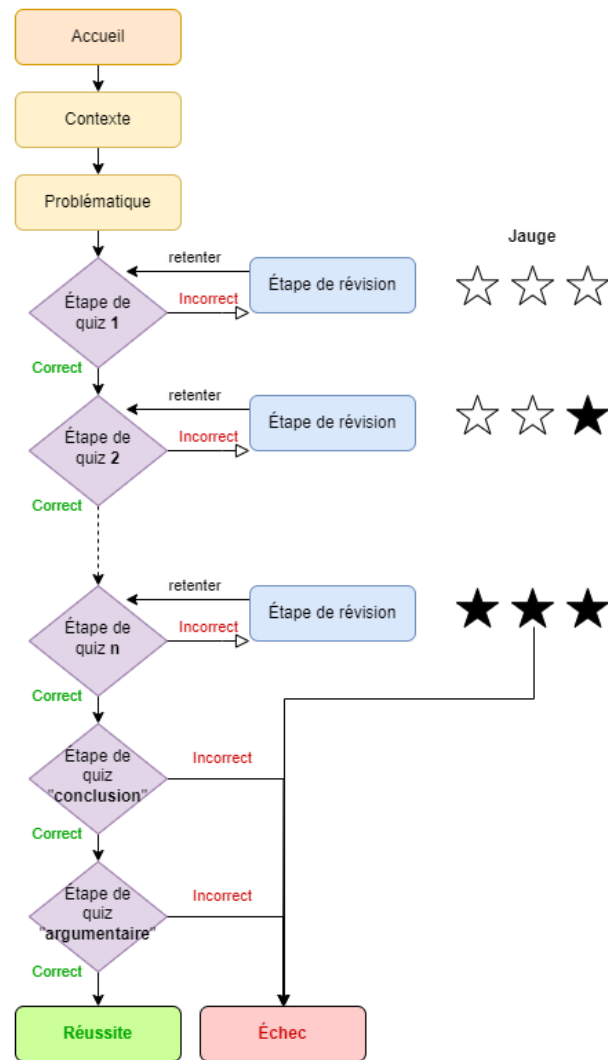 Accueil
Contexte
Problématique
Jauge
retenter
Étape de révision
Étape de
quiz 1
Incorrect
Correct
retenter
Étape de révision
Étape de
quiz 2
Incorrect
Correct
retenter
Étape de révision
Étape de
quiz n
Incorrect
Correct
Étape de
quiz
"conclusion"
Incorrect
Correct
Étape de
quiz
"argumentaire"
Incorrect
Correct
Réussite
Échec